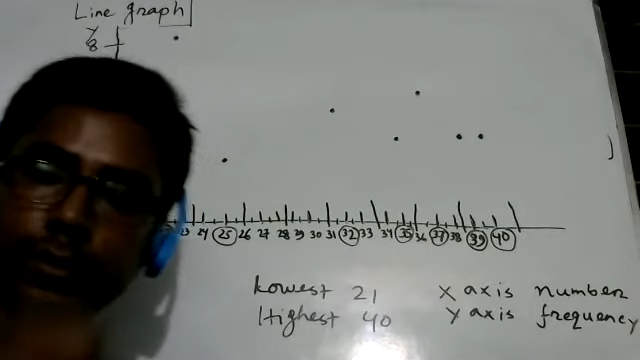 Line graph
Y
8
23 24 25 26 27 28 29 30 31 32 33 34 35 36 37 38 39 40
Lowest 21 X axis number
Highest 40 Y axis frequency